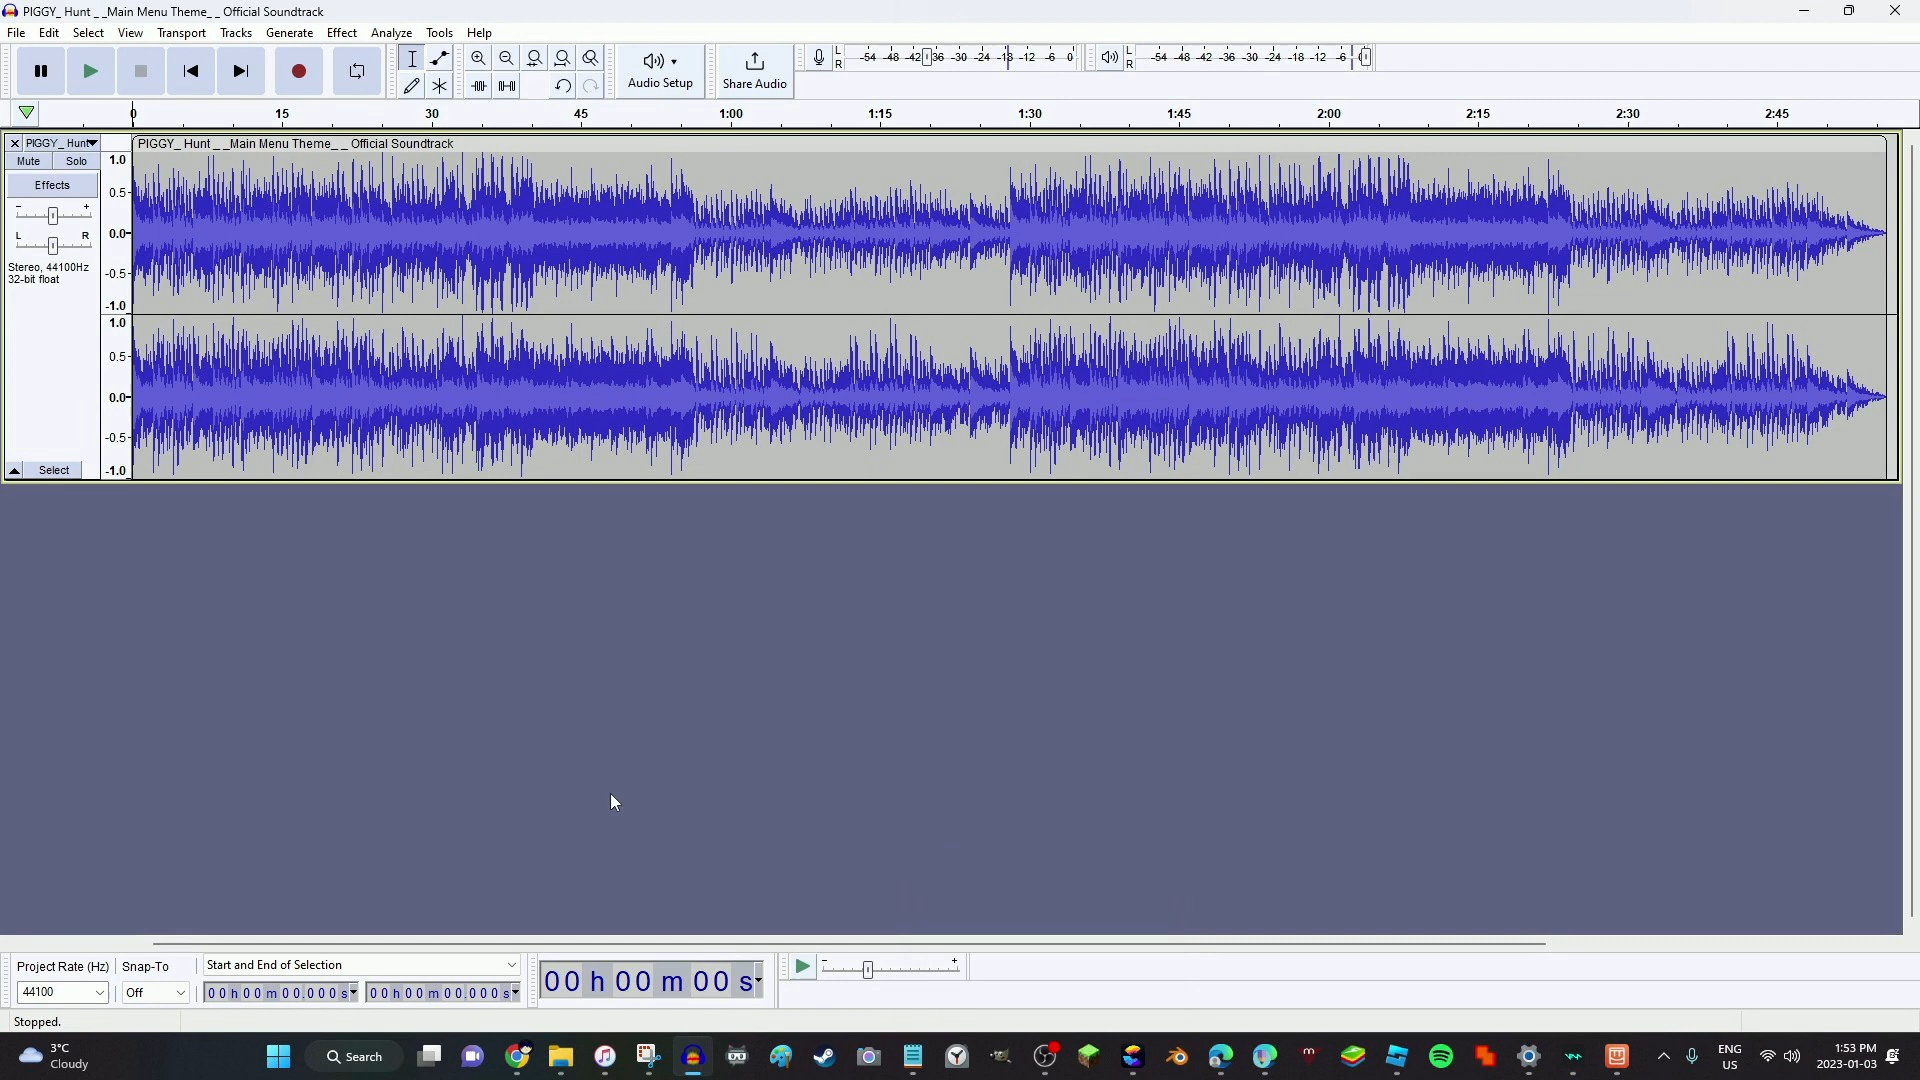 PIGGY_ Hunt _ _Main Menu Theme_ _ Official Soundtrack
File Edit Select View Transport Tracks Generate Effect Analyze Tools Help
Audio Setup
Share Audio
L R -54 -48 -42 -36 -30 -24 -18 -12 -6 0
L R -54 -48 -42 -36 -30 -24 -18 -12 -6 0
0 15 30 45 1:00 1:15 1:30 1:45 2:00 2:15 2:30 2:45
PIGGY_ Hunt
PIGGY_ Hunt _ _Main Menu Theme_ _ Official Soundtrack
Mute Solo
Effects
- +
L R
Stereo, 44100Hz
32-bit float
Select
1.0
0.5
0.0
-0.5
-1.0
1.0
0.5
0.0
-0.5
-1.0
Project Rate (Hz) Snap-To Start and End of Selection
44100 Off 00 h 00 m 00.000 s 00 h 00 m 00.000 s
00 h 00 m 00 s
- +
Stopped.
3°C
Cloudy
Search
ENG
US
1:53 PM
2023-01-03